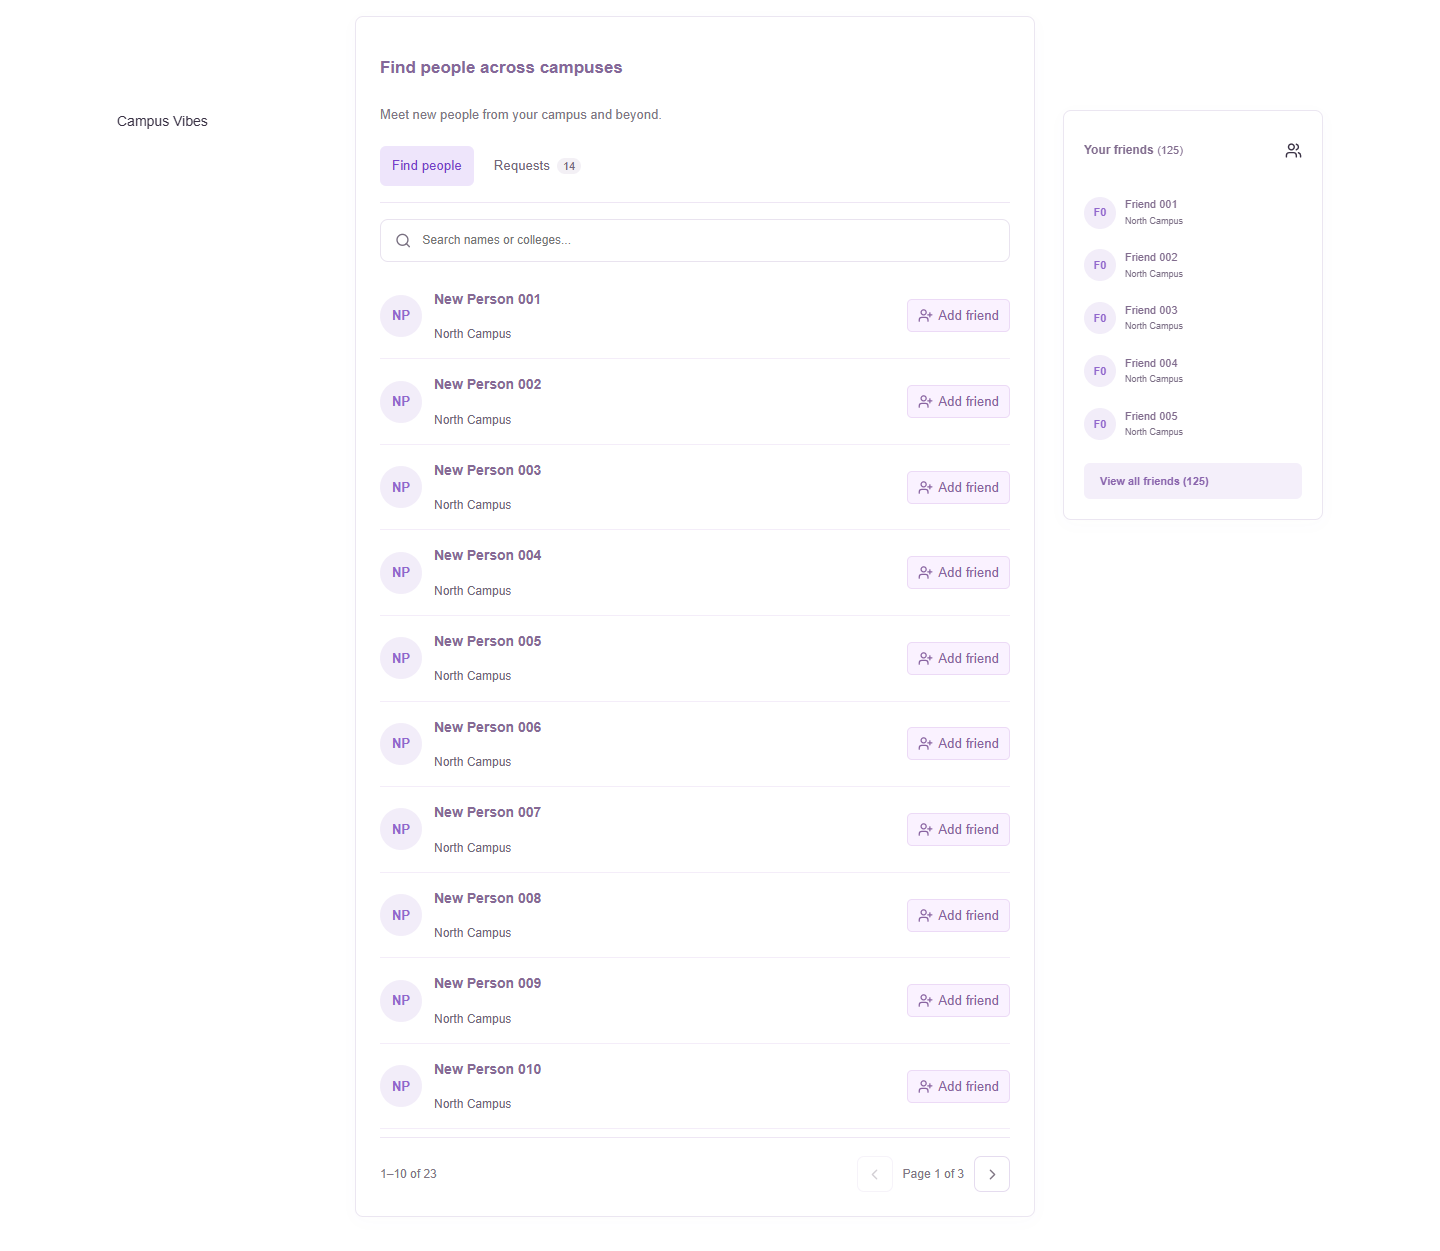 Campus Vibes
Find people across campuses
Meet new people from your campus and beyond.
Find people
Requests 14
Search names or colleges...
NP
New Person 001
North Campus
Add friend
NP
New Person 002
North Campus
Add friend
NP
New Person 003
North Campus
Add friend
NP
New Person 004
North Campus
Add friend
NP
New Person 005
North Campus
Add friend
NP
New Person 006
North Campus
Add friend
NP
New Person 007
North Campus
Add friend
NP
New Person 008
North Campus
Add friend
NP
New Person 009
North Campus
Add friend
NP
New Person 010
North Campus
Add friend
1–10 of 23
Page 1 of 3
Your friends (125)
F0
Friend 001
North Campus
F0
Friend 002
North Campus
F0
Friend 003
North Campus
F0
Friend 004
North Campus
F0
Friend 005
North Campus
View all friends (125)